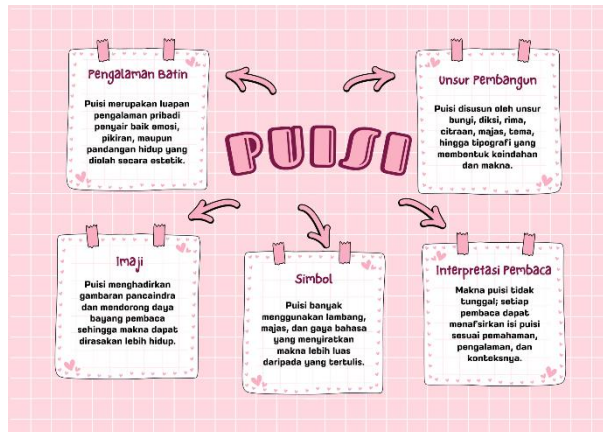 PUISI
Pengalaman Batin
Puisi merupakan luapan
pengalaman pribadi
penyair baik emosi,
pikiran, maupun
pandangan hidup yang
diolah secara estetik.
Unsur Pembangun
Puisi disusun oleh unsur
bunyi, diksi, rima,
citraan, majas, tema,
hingga tipografi yang
membentuk keindahan
dan makna.
Imaji
Puisi menghadirkan
gambaran pancaindra
dan mendorong daya
bayang pembaca
sehingga makna dapat
dirasakan lebih hidup.
Simbol
Puisi banyak
menggunakan lambang,
majas, dan gaya bahasa
yang menyiratkan
makna lebih luas
daripada yang tertulis.
Interpretasi Pembaca
Makna puisi tidak
tunggal; setiap
pembaca dapat
menafsirkan isi puisi
sesuai pemahaman,
pengalaman, dan
konteksnya.